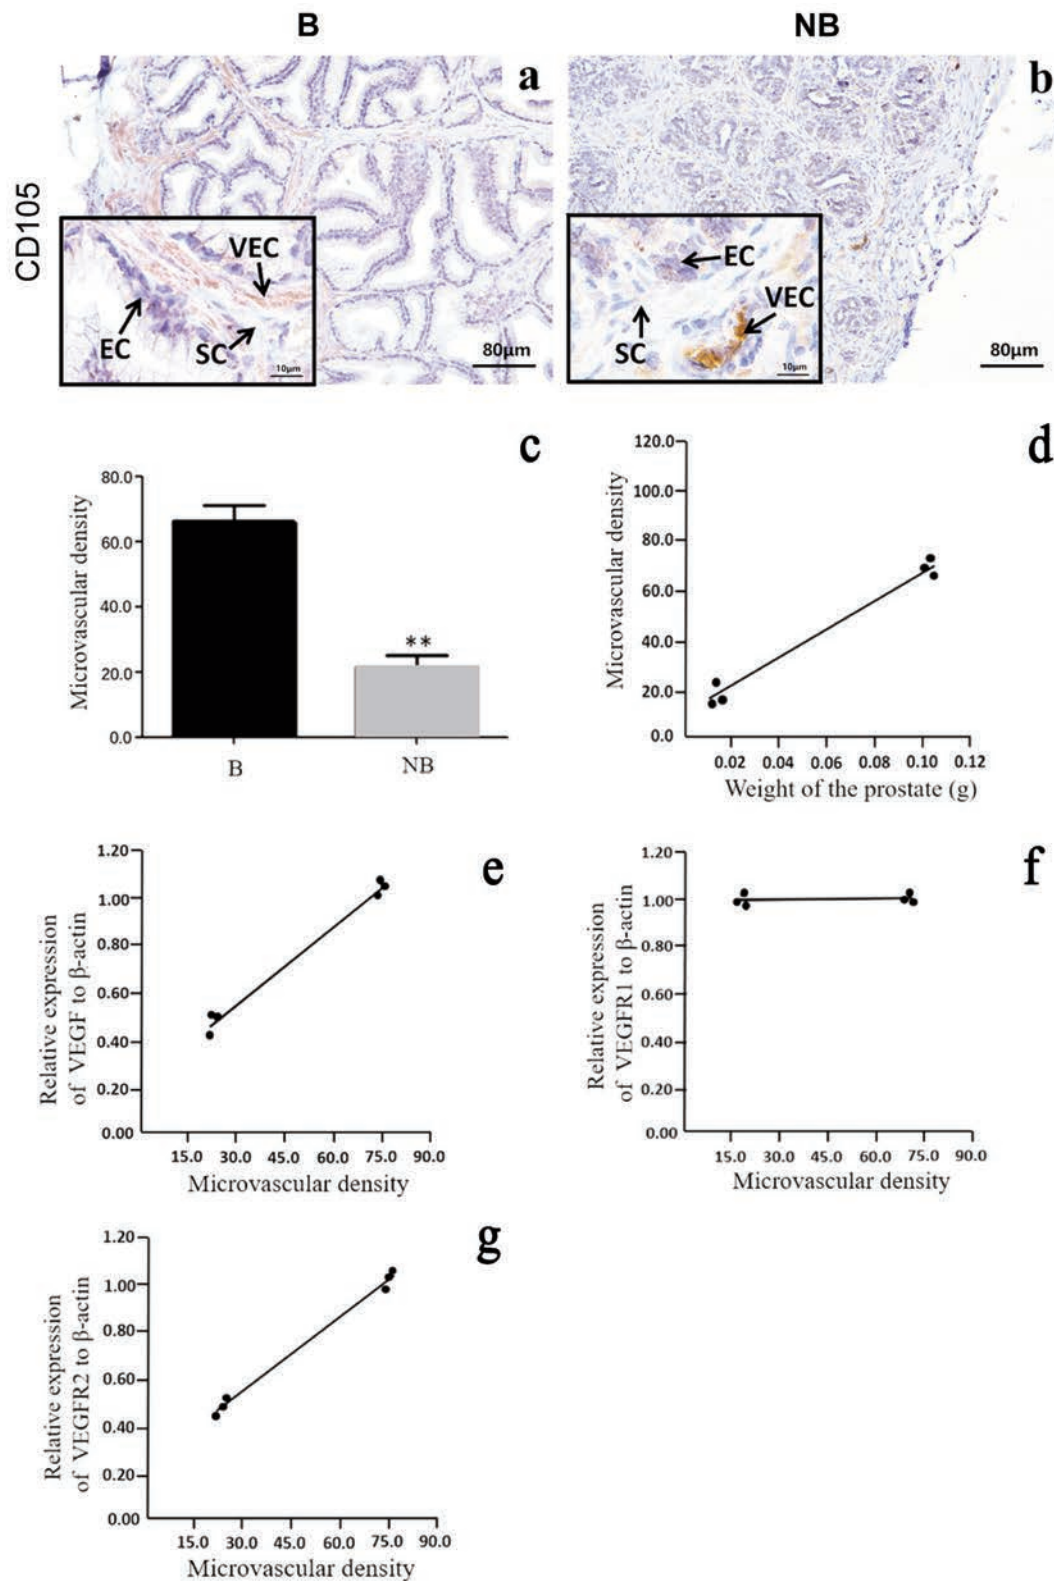 B
NB
CD105
a
VEC
EC
SC
10μm
80μm
b
EC
VEC
SC
10μm
80μm
c
Microvascular density
80.0
60.0
40.0
20.0
0.0
**
B
NB
d
Microvascular density
120.0
100.0
80.0
60.0
40.0
20.0
0.0
0.02 0.04 0.06 0.08 0.10 0.12
Weight of the prostate (g)
e
Relative expression
of VEGF to β-actin
1.20
1.00
0.80
0.60
0.40
0.20
0.00
15.0 30.0 45.0 60.0 75.0 90.0
Microvascular density
f
Relative expression
of VEGFR1 to β-actin
1.20
1.00
0.80
0.60
0.40
0.20
0.00
15.0 30.0 45.0 60.0 75.0 90.0
Microvascular density
g
Relative expression
of VEGFR2 to β-actin
1.20
1.00
0.80
0.60
0.40
0.20
0.00
15.0 30.0 45.0 60.0 75.0 90.0
Microvascular density